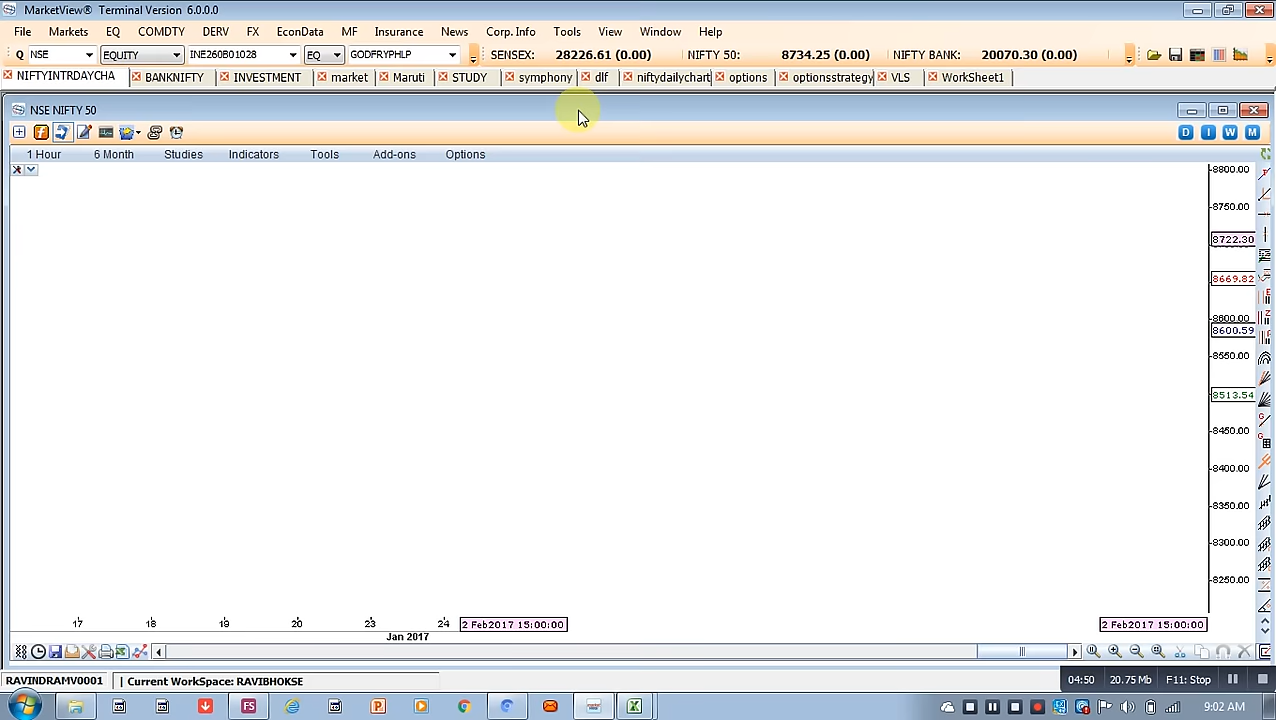 MarketView® Terminal Version 6.0.0.0
File Markets EQ COMDTY DERV FX EconData MF Insurance News Corp. Info Tools View Window Help
Q NSE EQUITY INE260B01028 EQ GODFRYPHLP SENSEX: 28226.61 (0.00) NIFTY 50: 8734.25 (0.00) NIFTY BANK: 20070.30 (0.00)
NIFTYINTRDAYCHA BANKNIFTY INVESTMENT market Maruti STUDY symphony dlf niftydailychart options optionsstrategy VLS WorkSheet1
NSE NIFTY 50
D I W M
1 Hour 6 Month Studies Indicators Tools Add-ons Options
8800.00
8750.00
8722.30
8669.82
8600.00
8600.59
8550.00
8513.54
8450.00
8400.00
8350.00
8300.00
8250.00
17 18 19 20 23 24 2 Feb2017 15:00:00 2 Feb2017 15:00:00
Jan 2017
RAVINDRAMV0001 Current WorkSpace: RAVIBHOKSE
04:50 20.75 Mb F11: Stop
9:02 AM